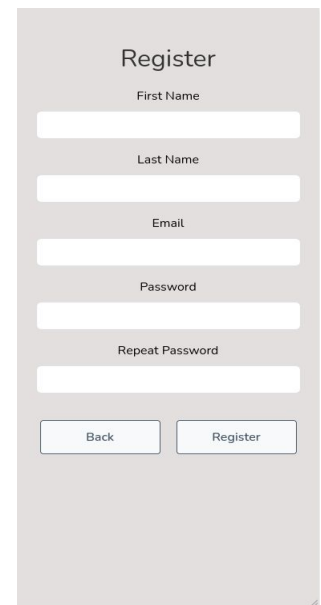 Register
First Name
Last Name
Email
Password
Repeat Password
Back Register